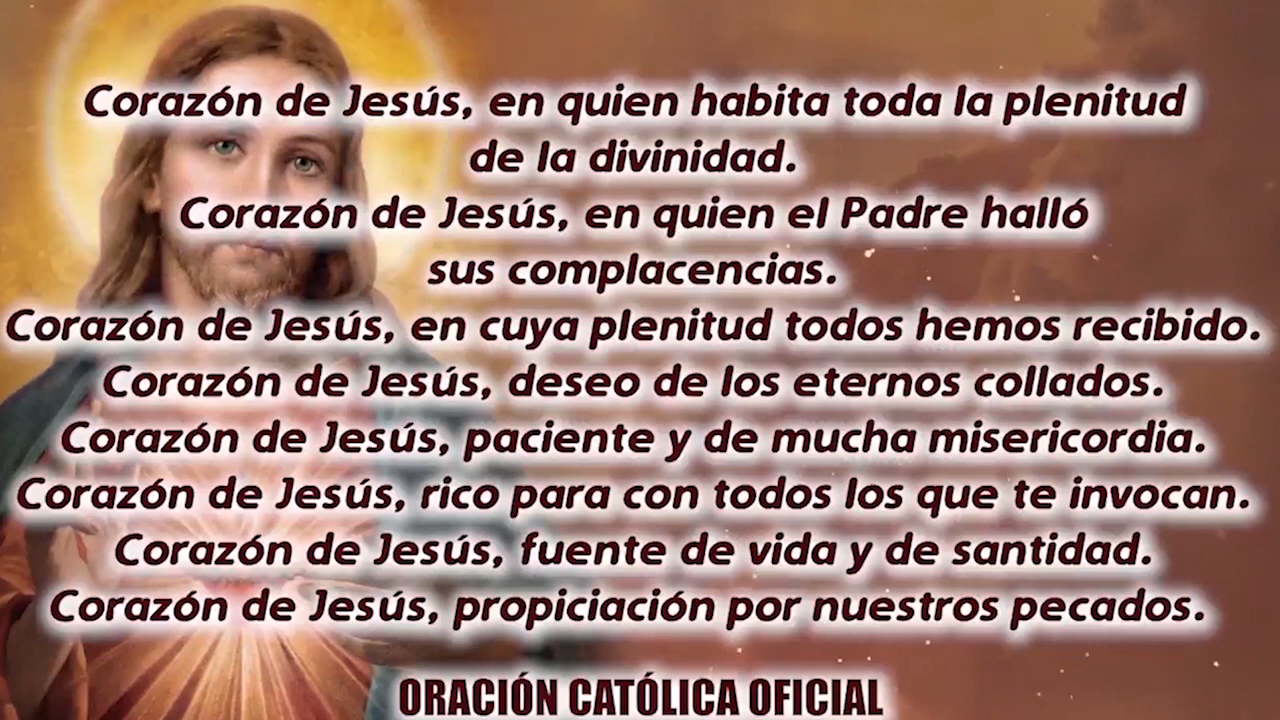 Corazón de Jesús, en quien habita toda la plenitud
de la divinidad.
Corazón de Jesús, en quien el Padre halló
sus complacencias.
Corazón de Jesús, en cuya plenitud todos hemos recibido.
Corazón de Jesús, deseo de los eternos collados.
Corazón de Jesús, paciente y de mucha misericordia.
Corazón de Jesús, rico para con todos los que te invocan.
Corazón de Jesús, fuente de vida y de santidad.
Corazón de Jesús, propiciación por nuestros pecados.
ORACIÓN CATÓLICA OFICIAL